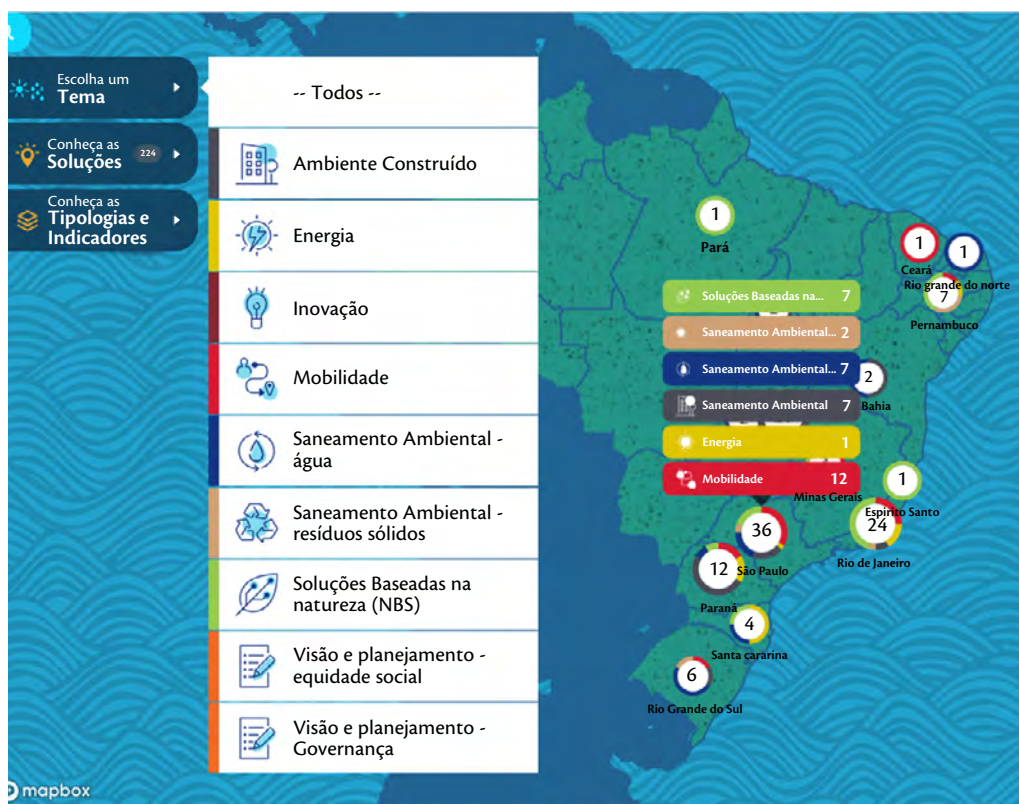 Escolha um
Tema
Conheça as
Soluções 224
Conheça as
Tipologias e
Indicadores
-- Todos --
Ambiente Construído
Energia
Inovação
Mobilidade
Saneamento Ambiental -
água
Saneamento Ambiental -
resíduos sólidos
Soluções Baseadas na
natureza (NBS)
Visão e planejamento -
equidade social
Visão e planejamento -
Governança
1
Pará
1
Ceará
1
Rio grande do norte
7
Pernambuco
Soluções Baseadas na... 7
Saneamento Ambiental... 2
Saneamento Ambiental... 7
Saneamento Ambiental 7
Energia 1
Mobilidade 12
2
Bahia
Minas Gerais
1
Espirito Santo
24
Rio de Janeiro
36
São Paulo
12
Paraná
4
Santa cararina
6
Rio Grande do Sul
mapbox